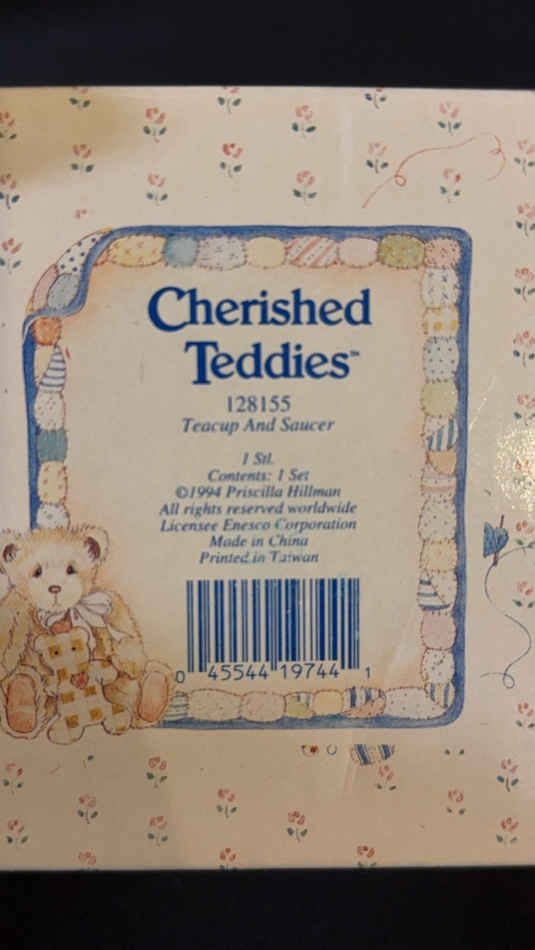 Cherished
Teddies™
128155
Teacup And Saucer
1 Stl.
Contents: 1 Set
©1994 Priscilla Hillman
All rights reserved worldwide
Licensee Enesco Corporation
Made in China
Printed in Taiwan
0 45544 19744 1